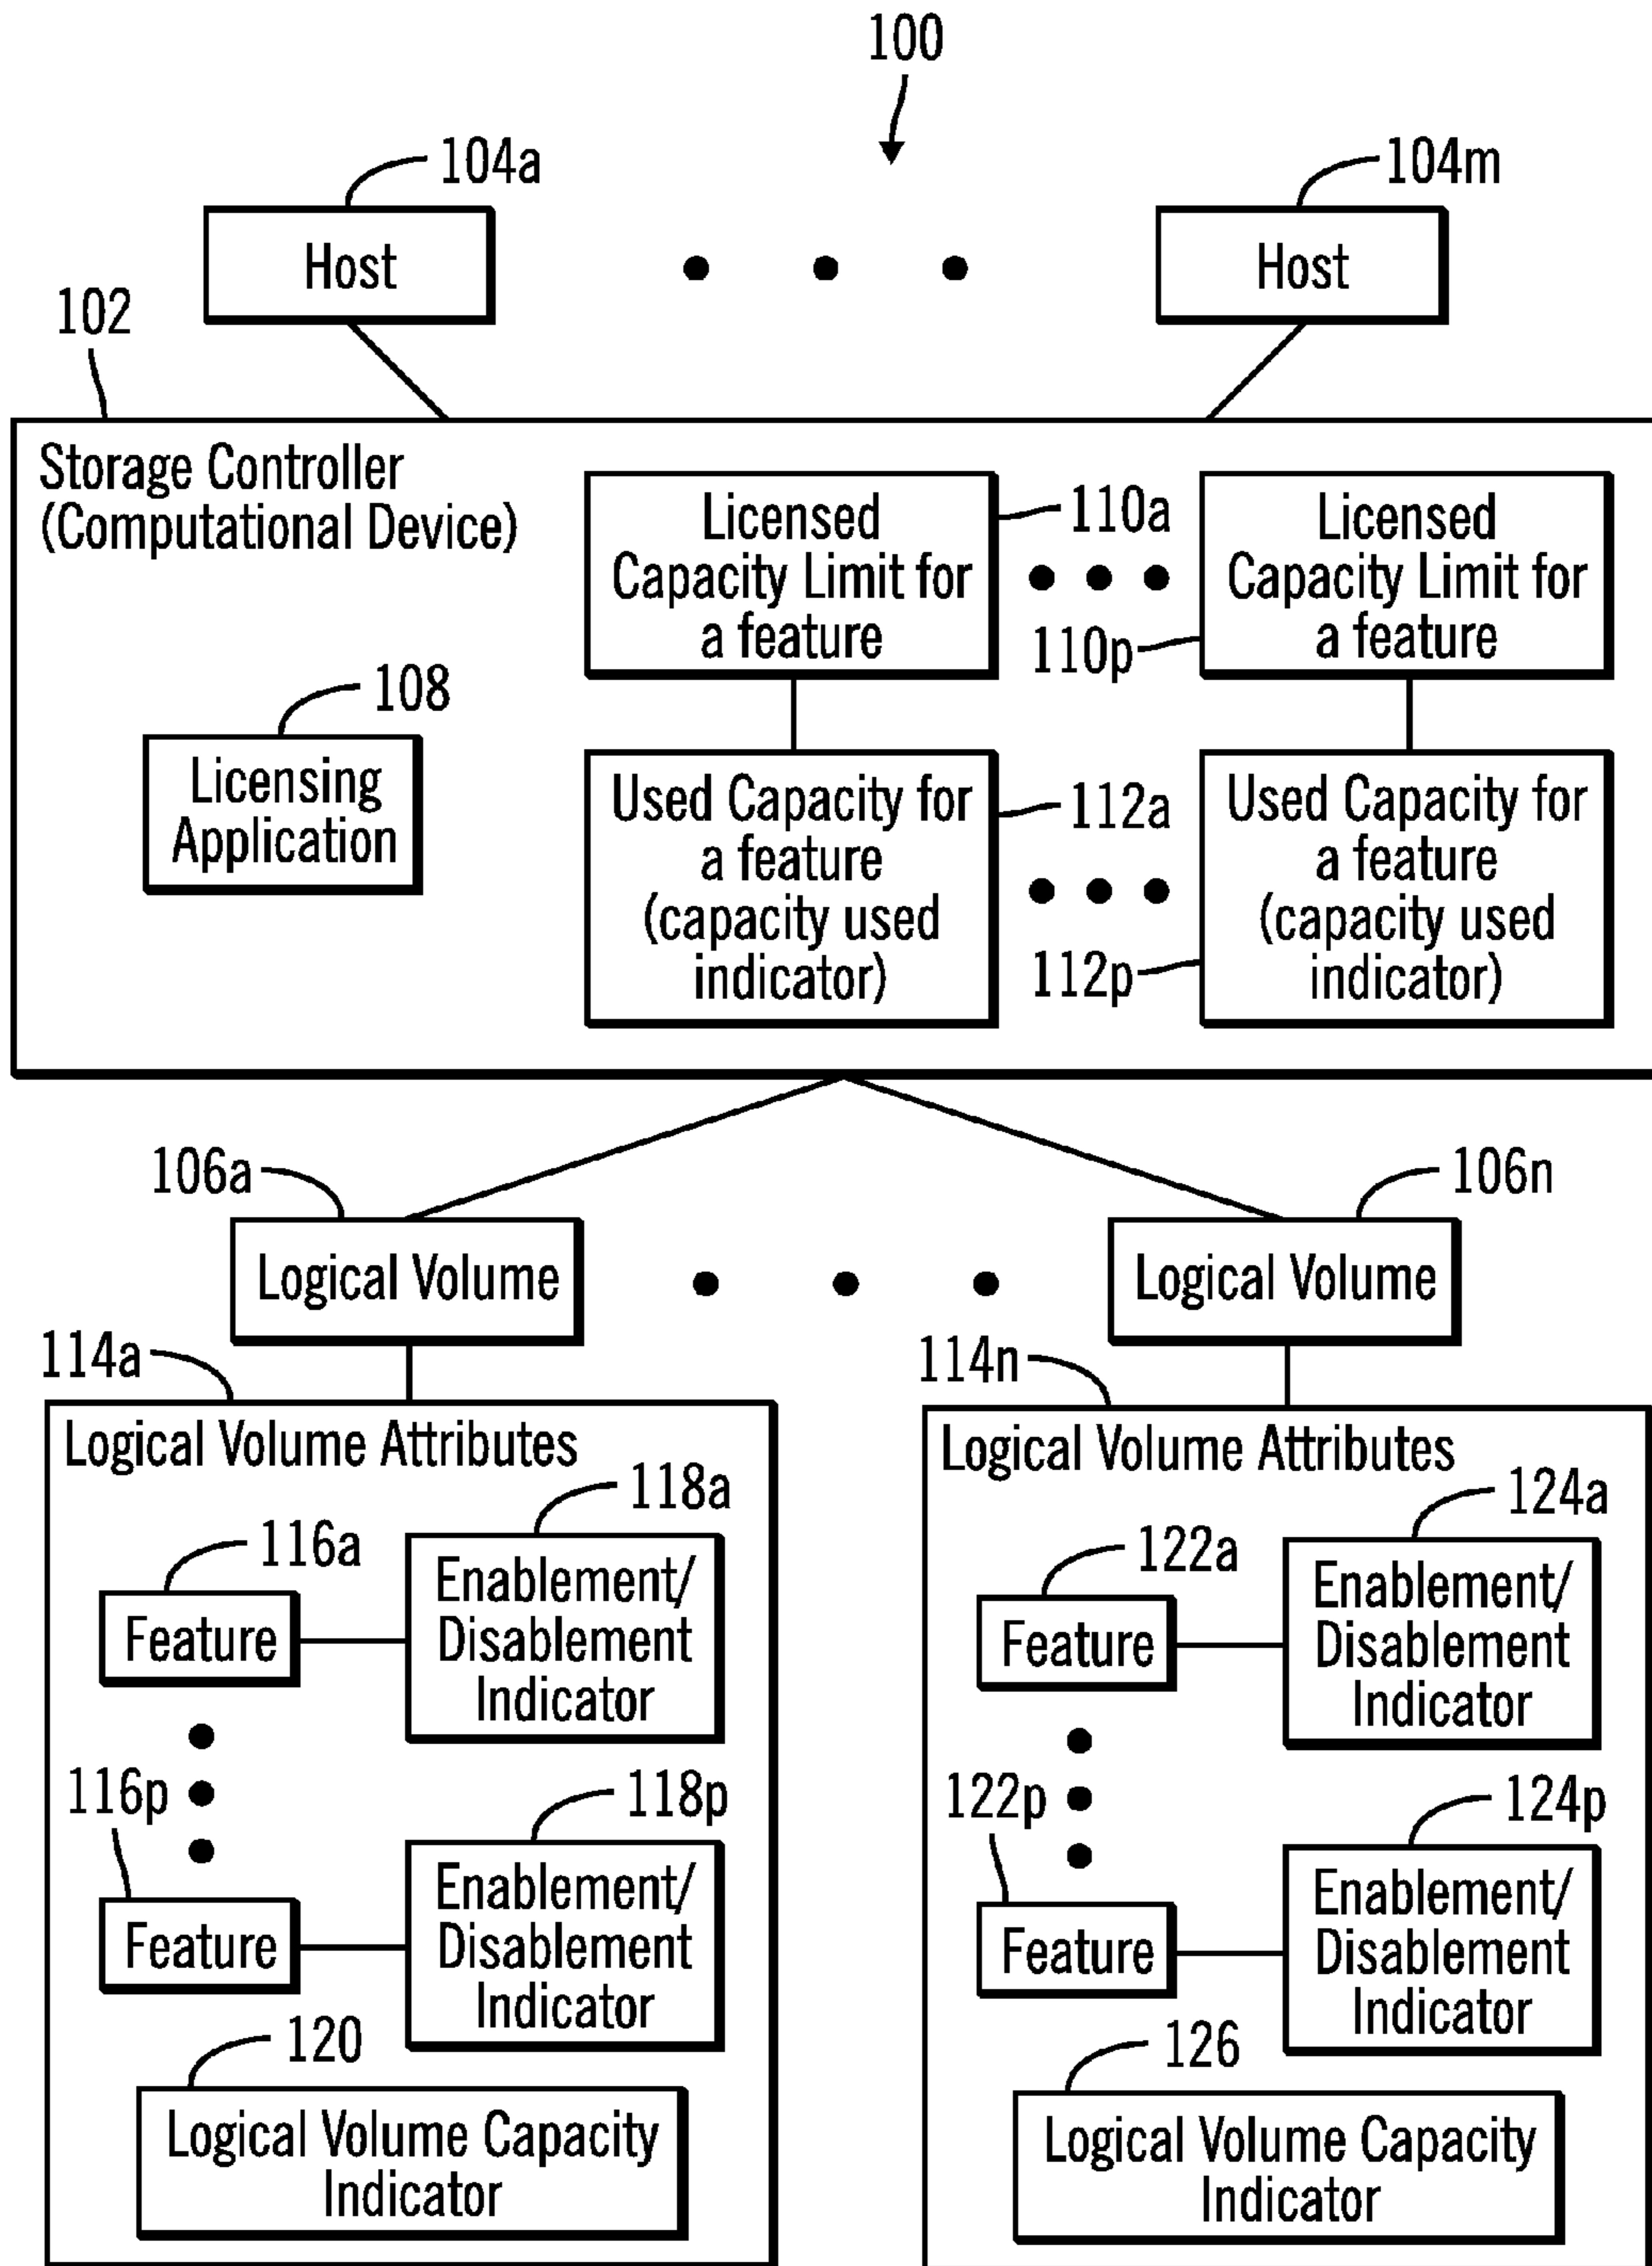 100
104a
104m
Host
Host
102
Storage Controller
(Computational Device)
Licensed
Capacity Limit for
a feature
110a
110p
Licensed
Capacity Limit for
a feature
108
Licensing
Application
Used Capacity for
a feature
(capacity used
indicator)
112a
112p
Used Capacity for
a feature
(capacity used
indicator)
106a
106n
Logical Volume
Logical Volume
114a
Logical Volume Attributes
118a
116a
Feature
Enablement/
Disablement
Indicator
116p
118p
Feature
Enablement/
Disablement
Indicator
120
Logical Volume Capacity
Indicator
114n
Logical Volume Attributes
124a
122a
Feature
Enablement/
Disablement
Indicator
122p
124p
Feature
Enablement/
Disablement
Indicator
126
Logical Volume Capacity
Indicator